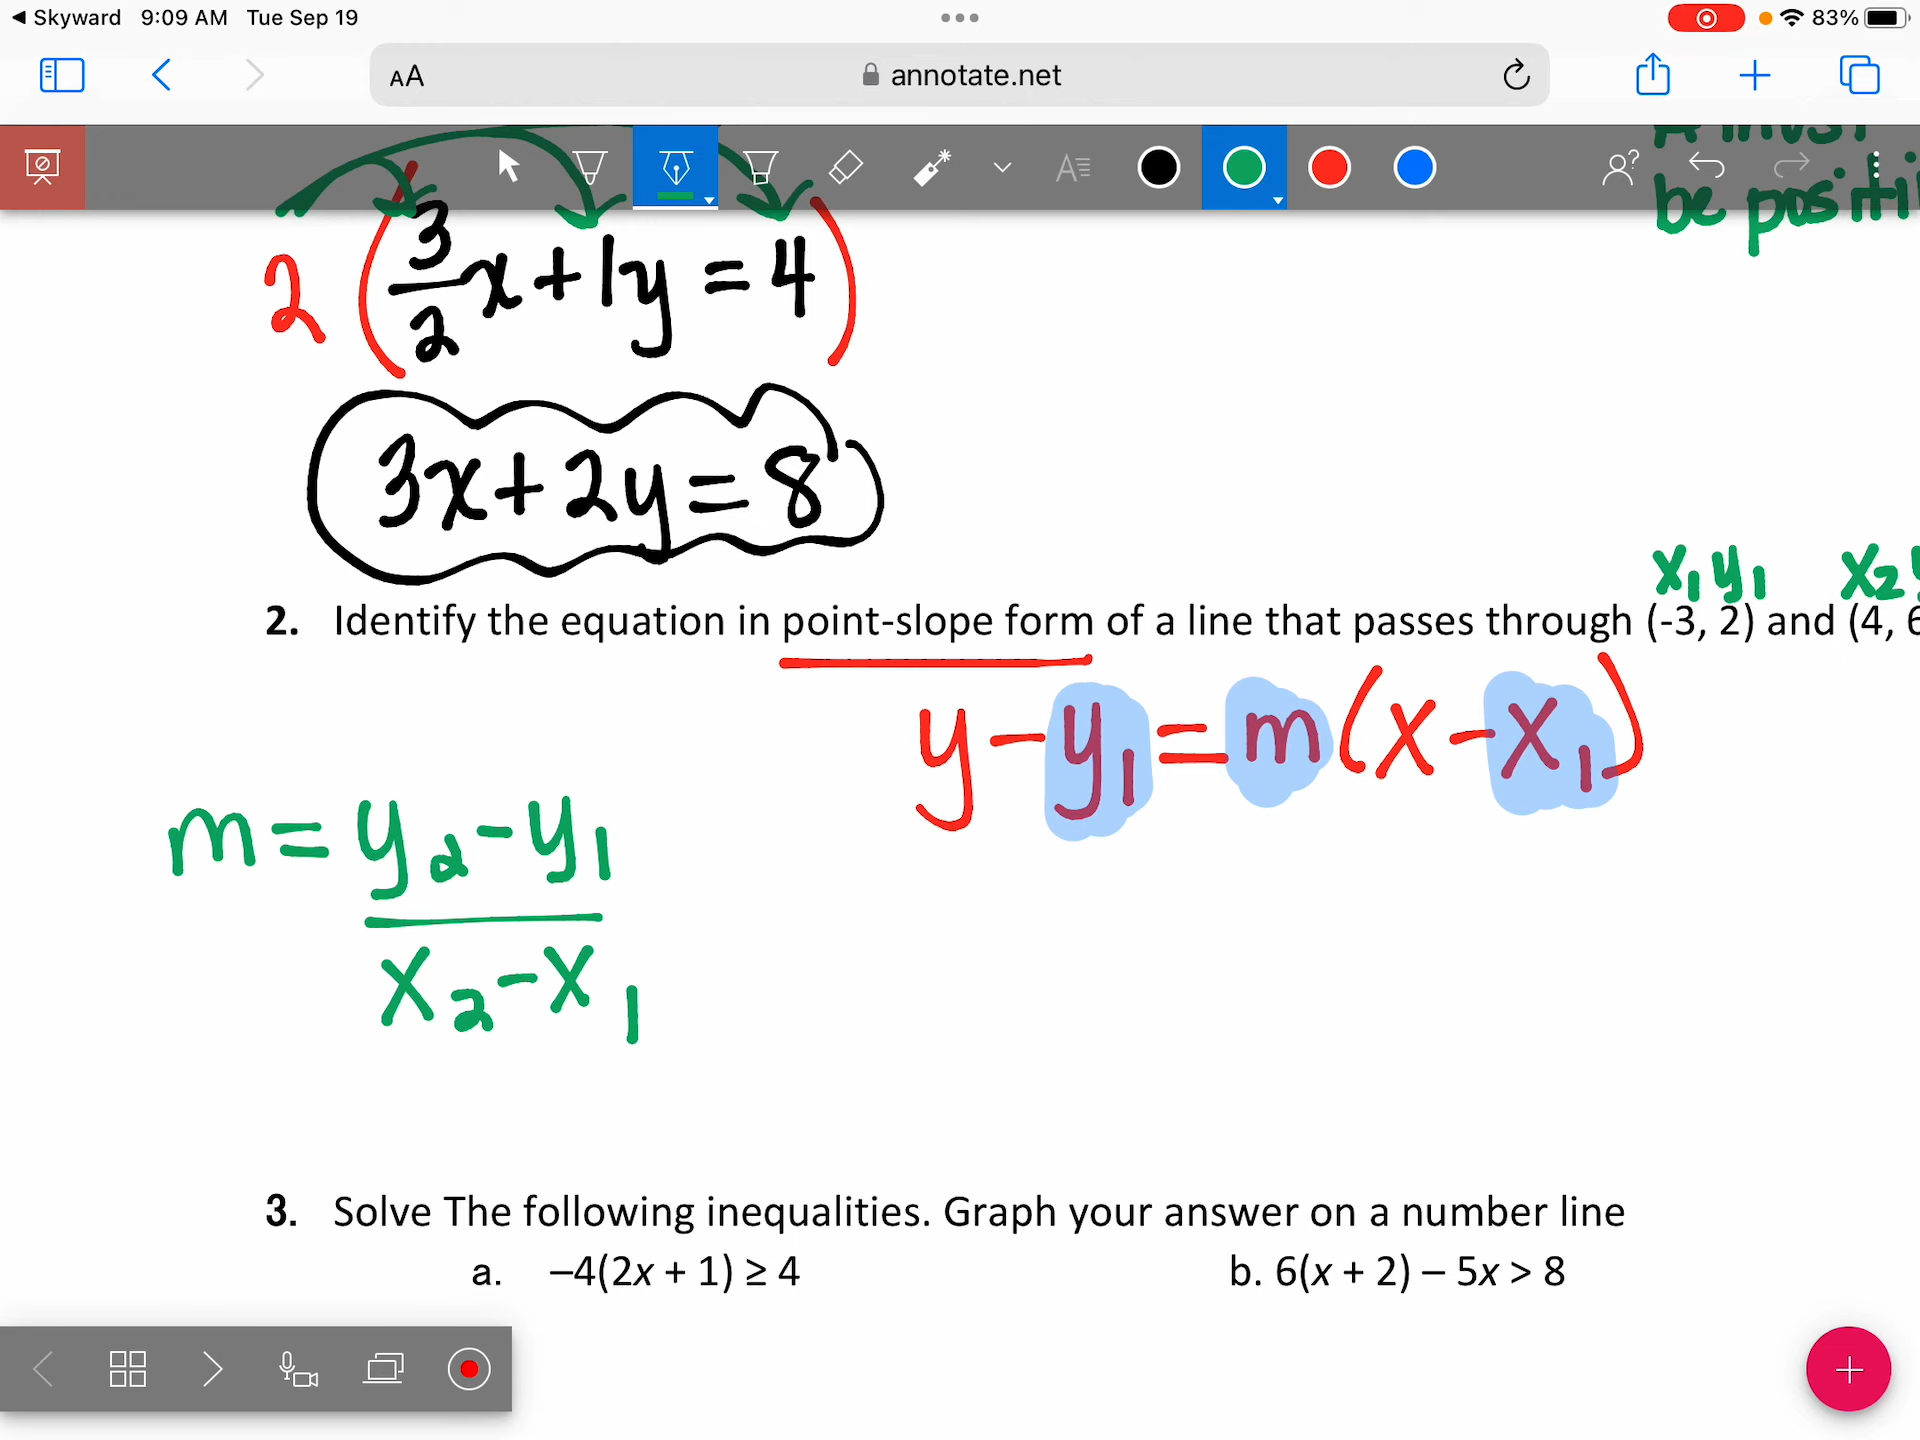 Skyward 9:09 AM Tue Sep 19
83%
AA annotate.net
be
2 (3/2 x + 1y = 4)
3x + 2y = 8
x₁ y₁ x₂
2. Identify the equation in point-slope form of a line that passes through (-3, 2) and (4, 6
y - y₁ = m(x - x₁)
m = y₂ - y₁
x₂ - x₁
3. Solve The following inequalities. Graph your answer on a number line
a. –4(2x + 1) ≥ 4 b. 6(x + 2) – 5x > 8